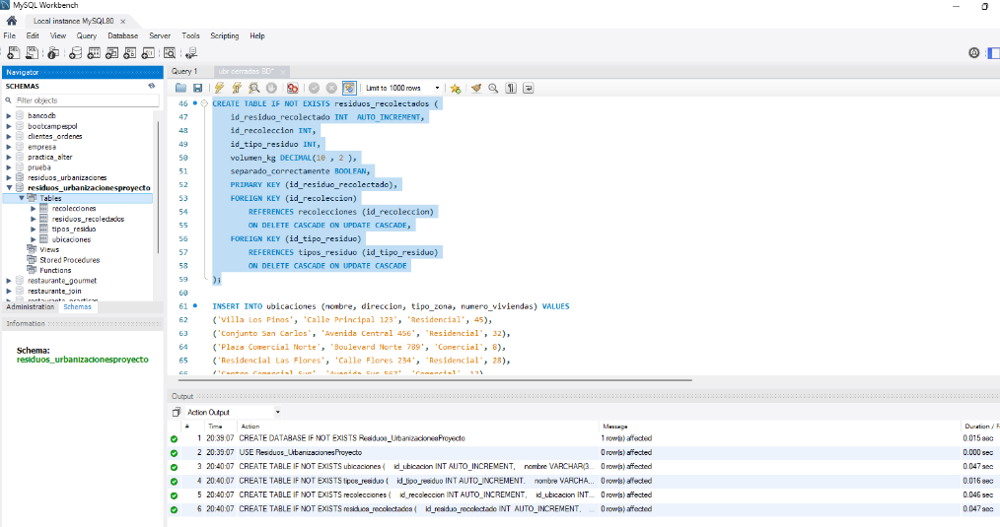 MySQL Workbench
Local instance MySQL80 ×
File Edit View Query Database Server Tools Scripting Help
Navigator
SCHEMAS
Filter objects
bancodb
bootcampespol
clientes_ordenes
empresa
practica_alter
prueba
residuos_urbanizaciones
residuos_urbanizacionesproyecto
Tables
recolecciones
residuos_recolectados
tipos_residuo
ubicaciones
Views
Stored Procedures
Functions
restaurante_gourmet
restaurante_join
Administration Schemas
Information
Schema:
residuos_urbanizacionesproyecto
Query 1
Limit to 1000 rows
46 CREATE TABLE IF NOT EXISTS residuos_recolectados (
47 id_residuo_recolectado INT AUTO_INCREMENT,
48 id_recoleccion INT,
49 id_tipo_residuo INT,
50 volumen_kg DECIMAL(10 , 2 ),
51 separado_correctamente BOOLEAN,
52 PRIMARY KEY (id_residuo_recolectado),
53 FOREIGN KEY (id_recoleccion)
54 REFERENCES recolecciones (id_recoleccion)
55 ON DELETE CASCADE ON UPDATE CASCADE,
56 FOREIGN KEY (id_tipo_residuo)
57 REFERENCES tipos_residuo (id_tipo_residuo)
58 ON DELETE CASCADE ON UPDATE CASCADE
59 );
60
61 INSERT INTO ubicaciones (nombre, direccion, tipo_zona, numero_viviendas) VALUES
62 ('Villa Los Pinos', 'Calle Principal 123', 'Residencial', 45),
63 ('Conjunto San Carlos', 'Avenida Central 456', 'Residencial', 32),
64 ('Plaza Comercial Norte', 'Boulevard Norte 789', 'Comercial', 8),
65 ('Residencial Las Flores', 'Calle Flores 234', 'Residencial', 28),
Output
Action Output
# Time Action Message Duration / F
1 20:39:07 CREATE DATABASE IF NOT EXISTS Residuos_UrbanizacionesProyecto 1 row(s) affected 0.015 sec
2 20:39:07 USE Residuos_UrbanizacionesProyecto 0 row(s) affected 0.000 sec
3 20:40:07 CREATE TABLE IF NOT EXISTS ubicaciones ( id_ubicacion INT AUTO_INCREMENT, nombre VARCHAR(3... 0 row(s) affected 0.047 sec
4 20:40:07 CREATE TABLE IF NOT EXISTS tipos_residuo ( id_tipo_residuo INT AUTO_INCREMENT, nombre VARCHA... 0 row(s) affected 0.016 sec
5 20:40:07 CREATE TABLE IF NOT EXISTS recolecciones ( id_recoleccion INT AUTO_INCREMENT, id_ubicacion INT... 0 row(s) affected 0.046 sec
6 20:40:07 CREATE TABLE IF NOT EXISTS residuos_recolectados ( id_residuo_recolectado INT AUTO_INCREMENT, ... 0 row(s) affected 0.047 sec